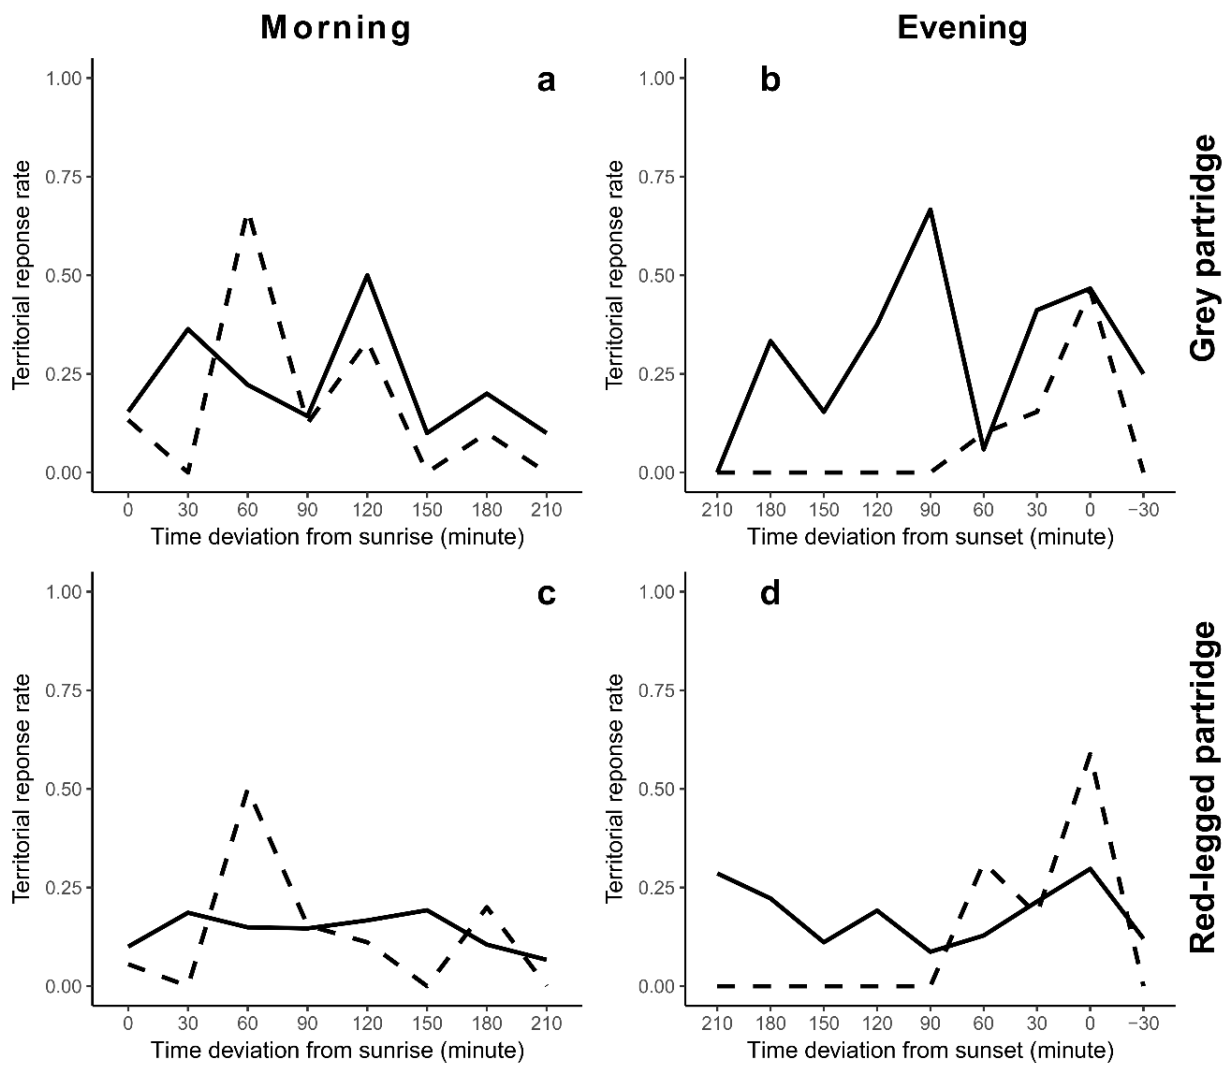 Morning
Evening
a
1.00
0.75
0.50
0.25
0.00
Territorial reponse rate
0 30 60 90 120 150 180 210
Time deviation from sunrise (minute)
b
1.00
0.75
0.50
0.25
0.00
Territorial reponse rate
210 180 150 120 90 60 30 0 −30
Time deviation from sunset (minute)
Grey partridge
c
1.00
0.75
0.50
0.25
0.00
Territorial reponse rate
0 30 60 90 120 150 180 210
Time deviation from sunrise (minute)
d
1.00
0.75
0.50
0.25
0.00
Territorial reponse rate
210 180 150 120 90 60 30 0 −30
Time deviation from sunset (minute)
Red-legged partridge